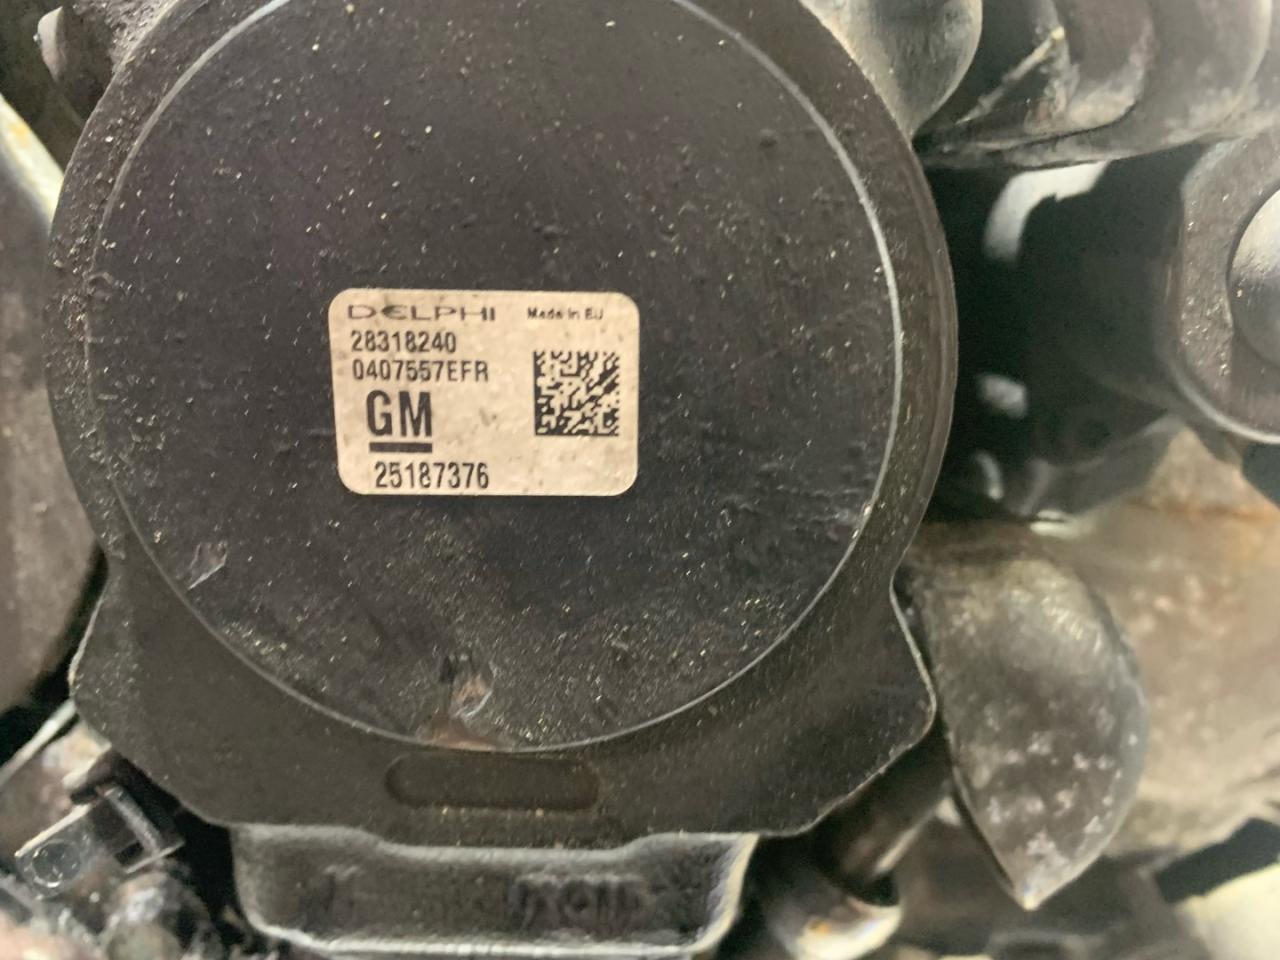 DELPHI Made in EU
28318240
0407557EFR
GM
25187376